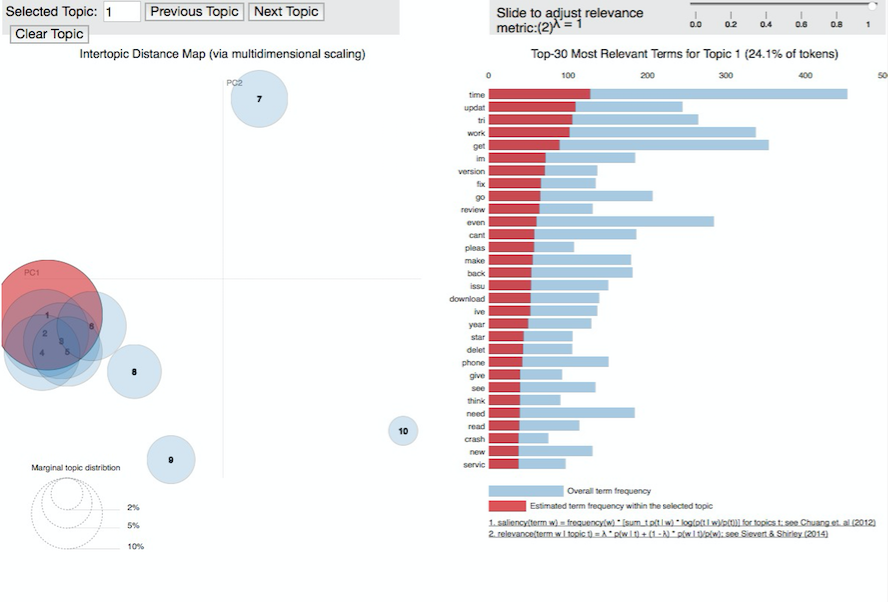 Selected Topic: 1 Previous Topic Next Topic
Clear Topic
Slide to adjust relevance
metric:(2) λ = 1
0.0 0.2 0.4 0.6 0.8 1
Intertopic Distance Map (via multidimensional scaling)
PC2
PC1
7
1
2
3
4
5
6
8
9
10
Marginal topic distribtion
2%
5%
10%
Top-30 Most Relevant Terms for Topic 1 (24.1% of tokens)
0 100 200 300 400 50
time
updat
tri
work
get
im
version
fix
go
review
even
cant
pleas
make
back
issu
download
ive
year
star
delet
phone
give
see
think
need
read
crash
new
servic
Overall term frequency
Estimated term frequency within the selected topic
1. saliency(term w) = frequency(w) * [sum_t p(t | w) * log(p(t | w)/p(t))] for topics t; see Chuang et. al (2012)
2. relevance(term w | topic t) = λ * p(w | t) + (1 - λ) * p(w | t)/p(w); see Sievert & Shirley (2014)